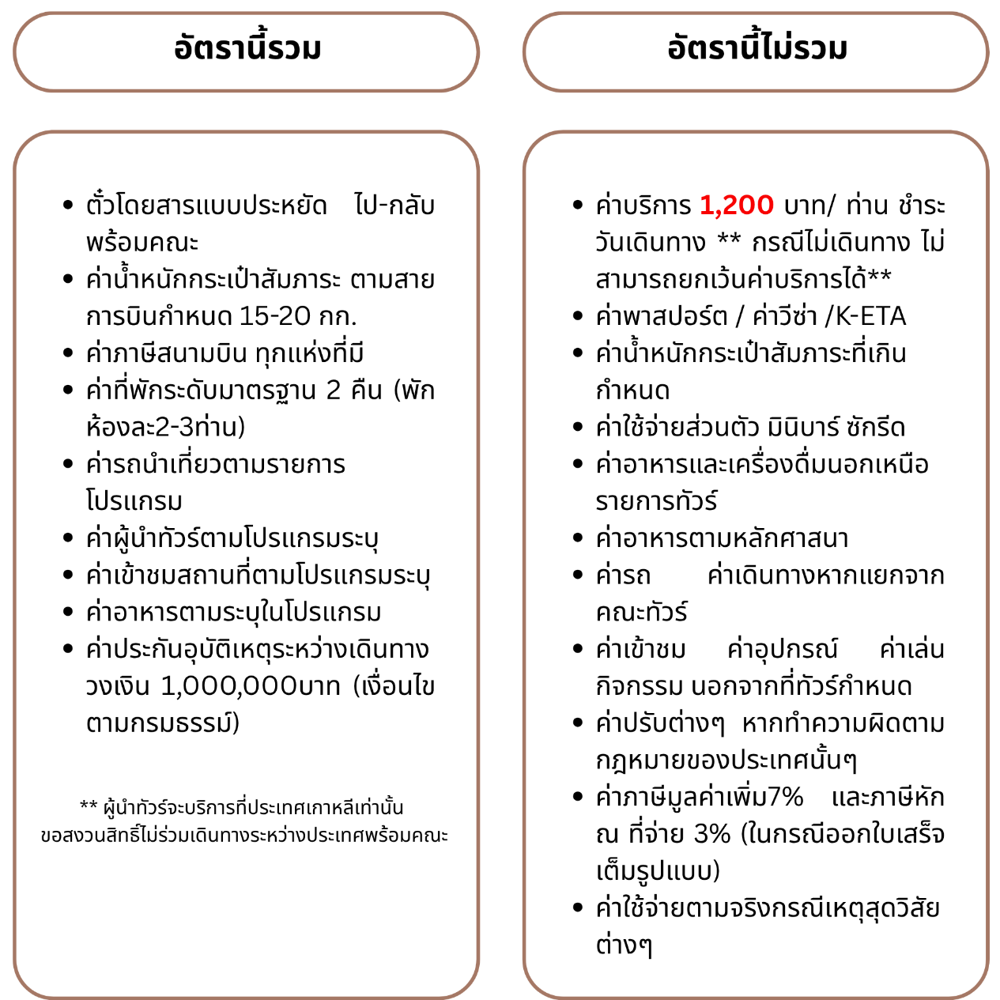 อัตรานี้รวม
ตั๋วโดยสารแบบประหยัด ไป-กลับ
พร้อมคณะ
ค่าน้ำหนักกระเป๋าสัมภาระ ตามสาย
การบินกำหนด 15-20 กก.
ค่าภาษีสนามบิน ทุกแห่งที่มี
ค่าที่พักระดับมาตรฐาน 2 คืน (พัก
ห้องละ2-3ท่าน)
ค่ารถนำเที่ยวตามรายการ
โปรแกรม
ค่าผู้นำทัวร์ตามโปรแกรมระบุ
ค่าเข้าชมสถานที่ตามโปรแกรมระบุ
ค่าอาหารตามระบุในโปรแกรม
ค่าประกันอุบัติเหตุระหว่างเดินทาง
วงเงิน 1,000,000บาท (เงื่อนไข
ตามกรมธรรม์)
** ผู้นำทัวร์จะบริการที่ประเทศเกาหลีเท่านั้น
ขอสงวนสิทธิ์ไม่ร่วมเดินทางระหว่างประเทศพร้อมคณะ
อัตรานี้ไม่รวม
ค่าบริการ 1,200 บาท/ ท่าน ชำระ
วันเดินทาง ** กรณีไม่เดินทาง ไม่
สามารถยกเว้นค่าบริการได้**
ค่าพาสปอร์ต / ค่าวีซ่า /K-ETA
ค่าน้ำหนักกระเป๋าสัมภาระที่เกิน
กำหนด
ค่าใช้จ่ายส่วนตัว มินิบาร์ ซักรีด
ค่าอาหารและเครื่องดื่มนอกเหนือ
รายการทัวร์
ค่าอาหารตามหลักศาสนา
ค่ารถ ค่าเดินทางหากแยกจาก
คณะทัวร์
ค่าเข้าชม ค่าอุปกรณ์ ค่าเล่น
กิจกรรม นอกจากที่ทัวร์กำหนด
ค่าปรับต่างๆ หากทำความผิดตาม
กฎหมายของประเทศนั้นๆ
ค่าภาษีมูลค่าเพิ่ม7% และภาษีหัก
ณ ที่จ่าย 3% (ในกรณีออกใบเสร็จ
เต็มรูปแบบ)
ค่าใช้จ่ายตามจริงกรณีเหตุสุดวิสัย
ต่างๆ